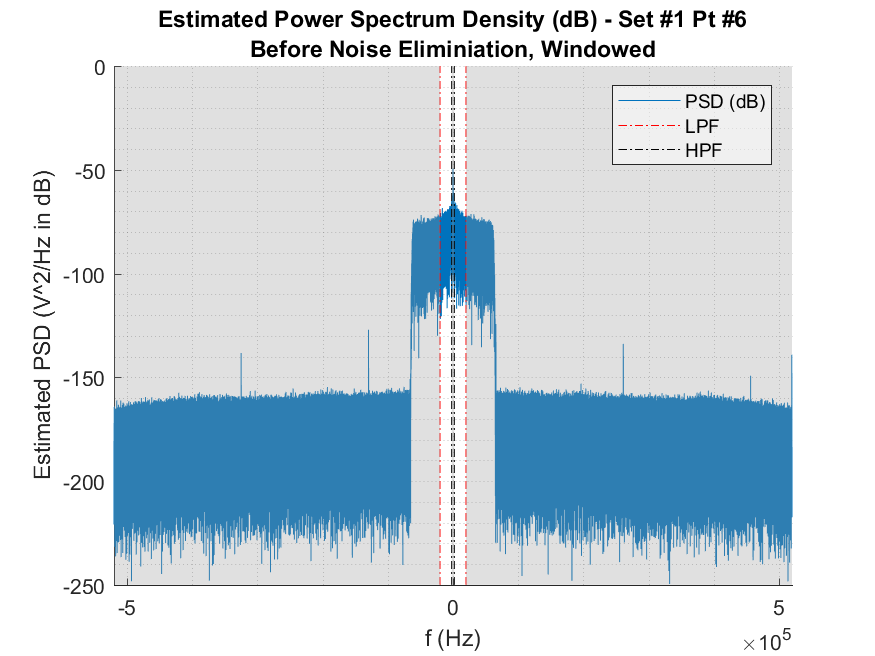 Estimated Power Spectrum Density (dB) - Set #1 Pt #6
Before Noise Eliminiation, Windowed
0
-50
-100
-150
-200
-250
Estimated PSD (V^2/Hz in dB)
PSD (dB)
LPF
HPF
-5
0
5
×10^5
f (Hz)